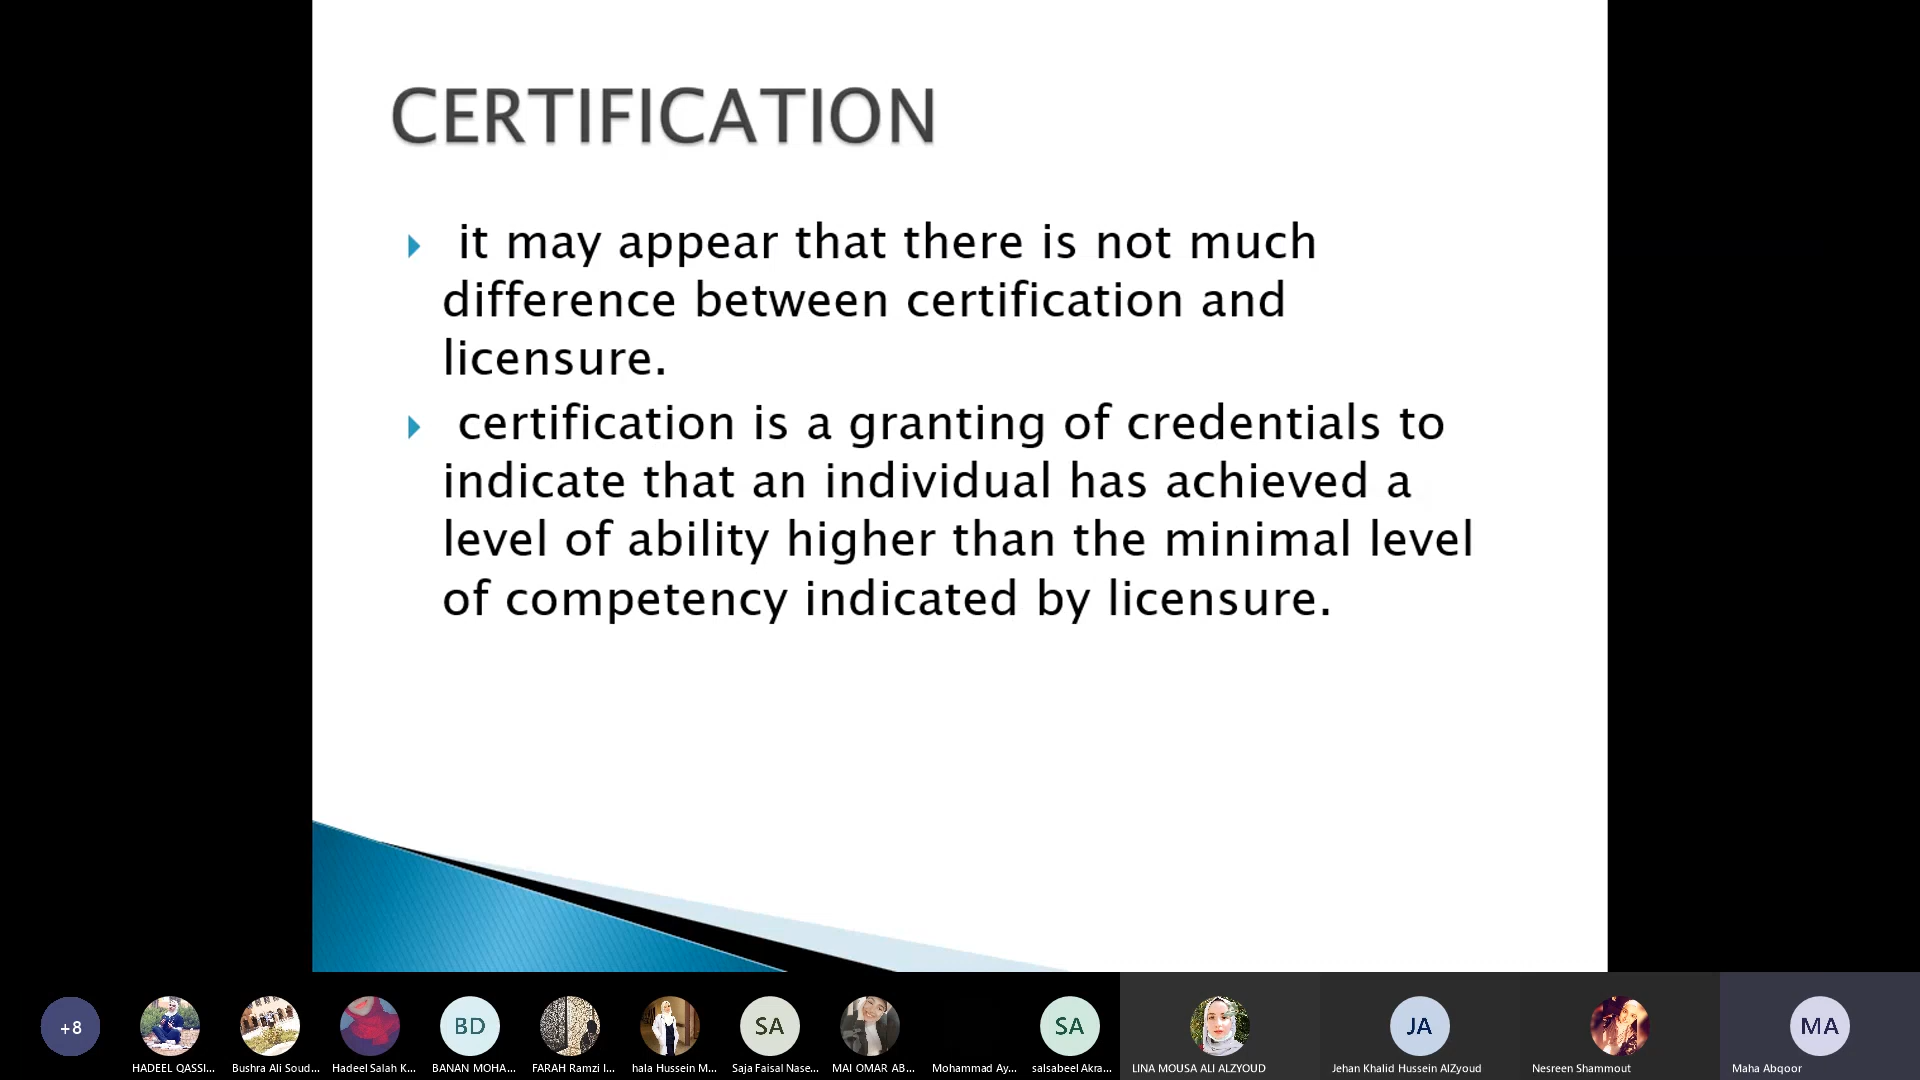 CERTIFICATION
it may appear that there is not much
difference between certification and
licensure.
certification is a granting of credentials to
indicate that an individual has achieved a
level of ability higher than the minimal level
of competency indicated by licensure.
+8
HADEEL QASSI...
Bushra Ali Soud...
Hadeel Salah K...
BD
BANAN MOHA...
FARAH Ramzi I...
hala Hussein M...
SA
Saja Faisal Nase...
MAI OMAR AB...
Mohammad Ay...
SA
salsabeel Akra...
LINA MOUSA ALI ALZYOUD
JA
Jehan Khalid Hussein AlZyoud
Nesreen Shammout
MA
Maha Abqoor